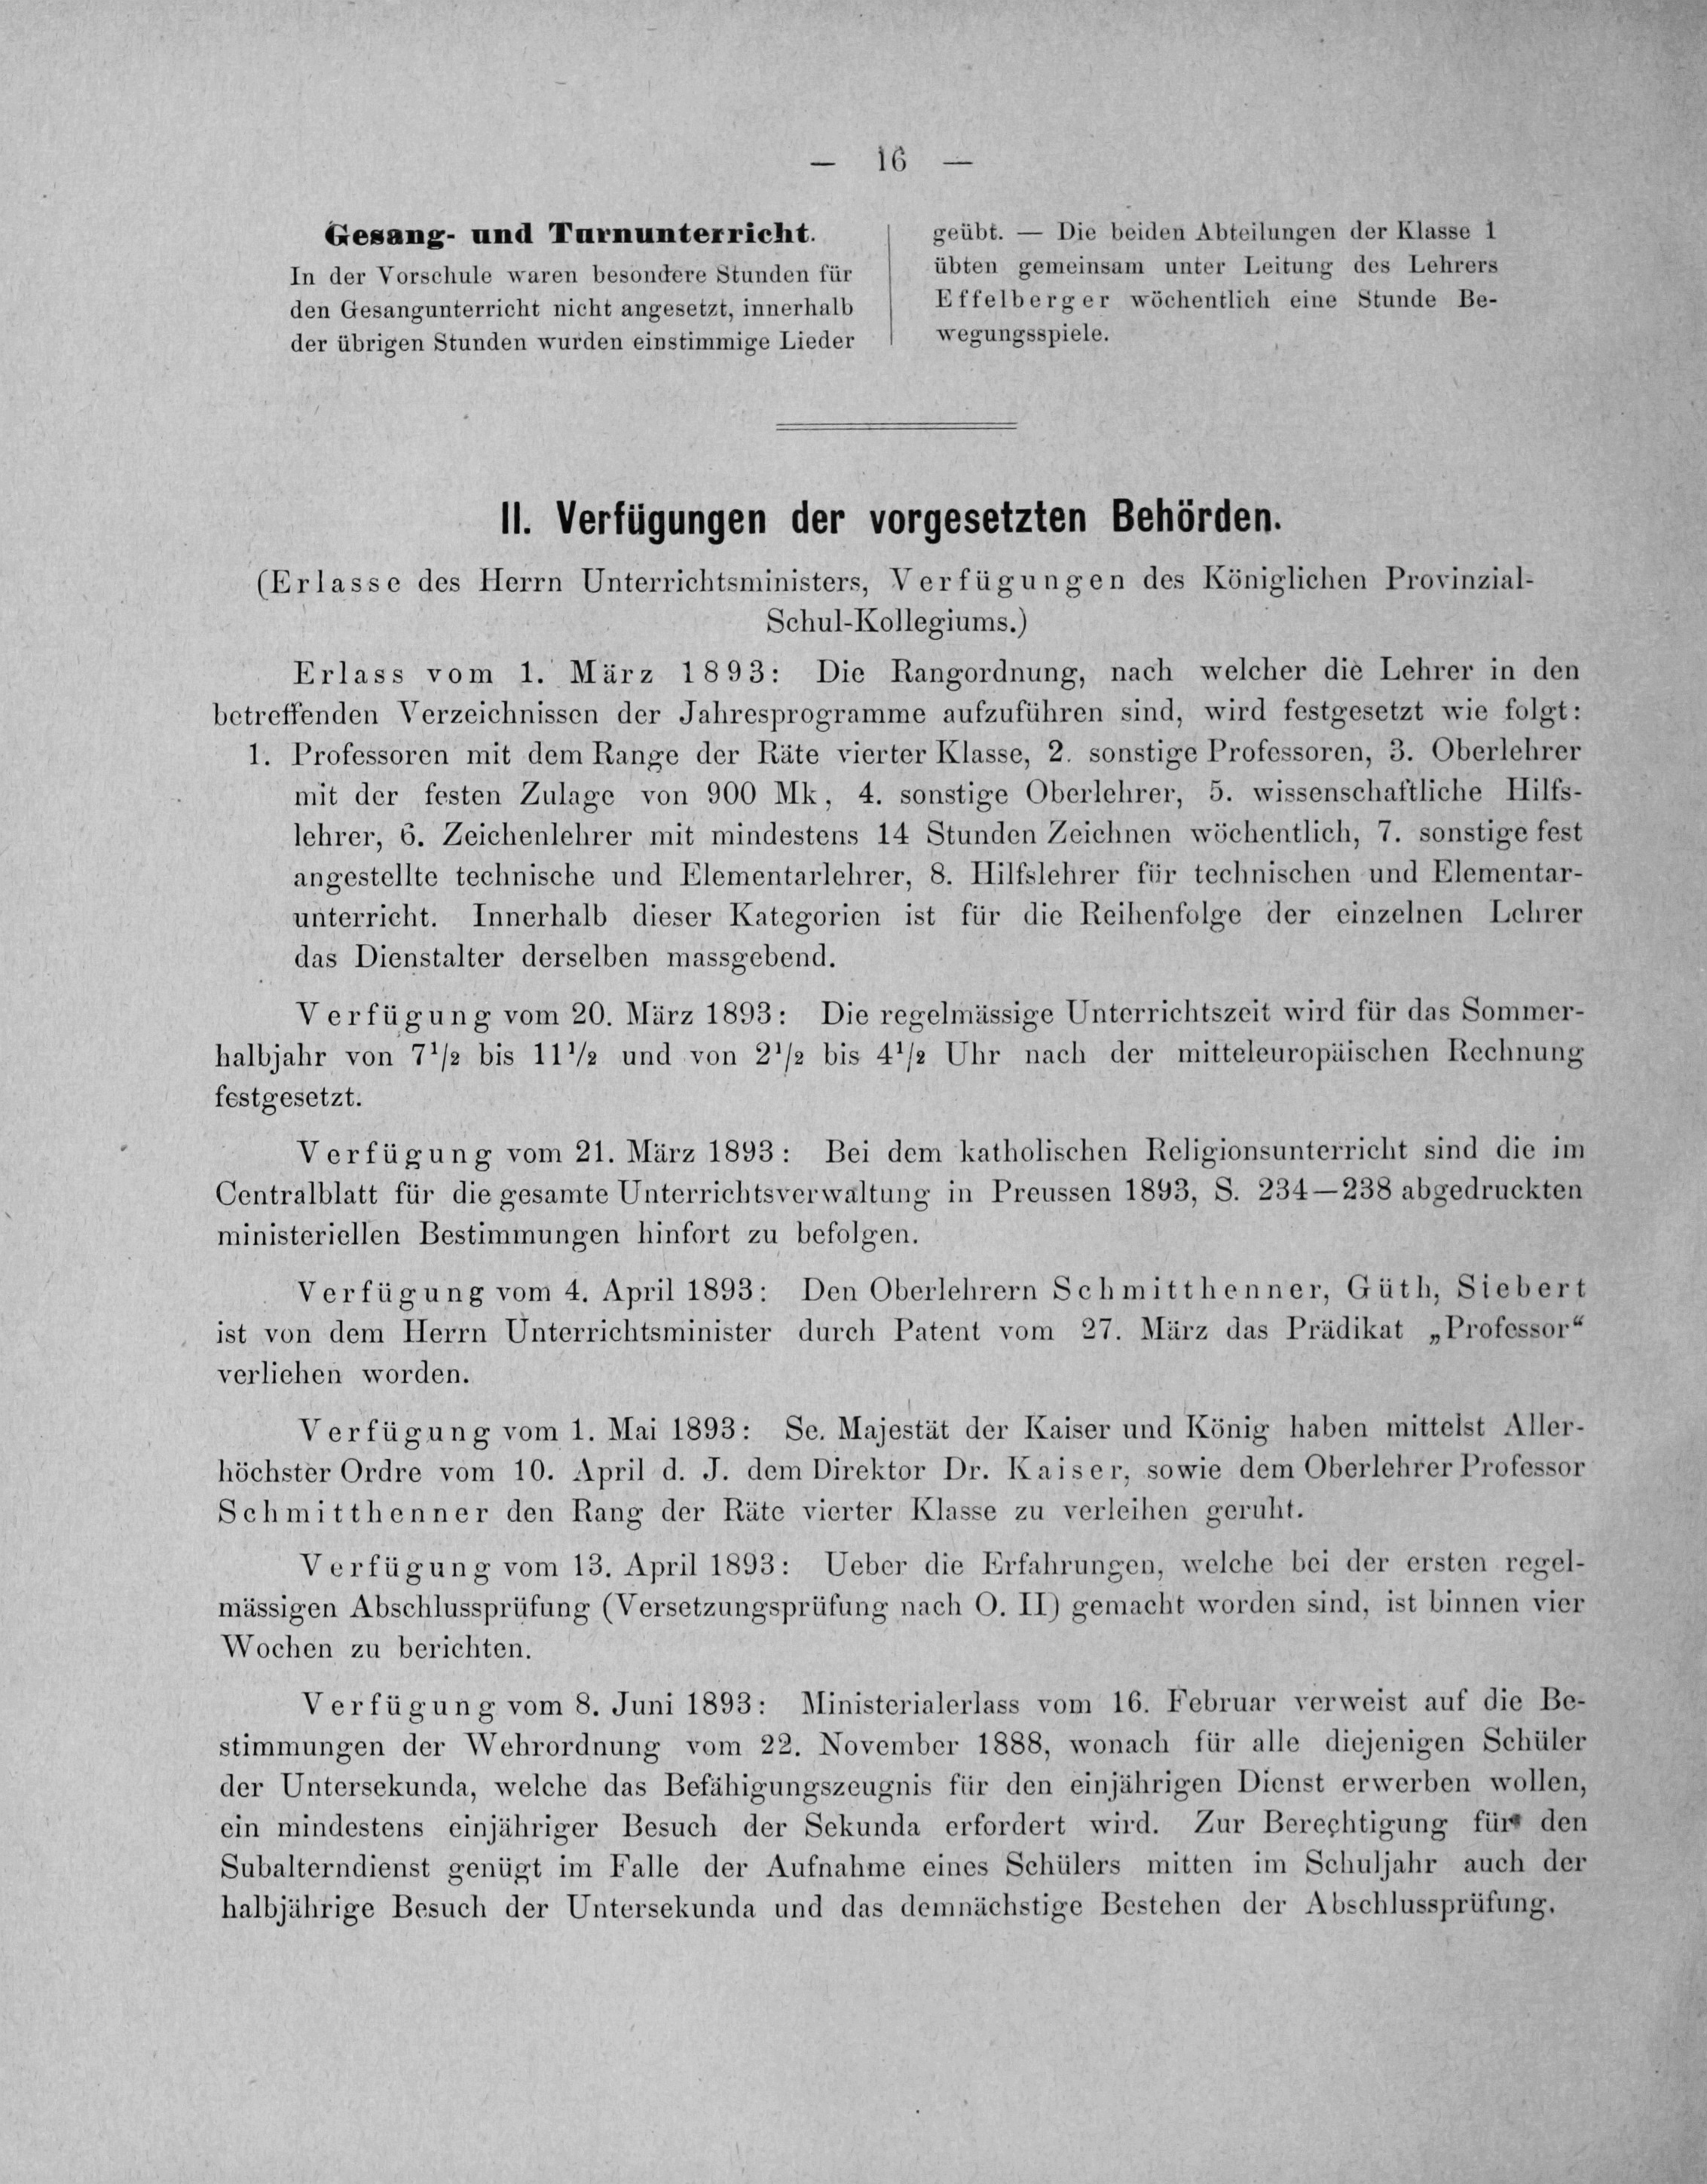 — 16 —
Gesang- und Turnunterricht.
In der Vorschule waren besondere Stunden für
den Gesangunterricht nicht angesetzt, innerhalb
der übrigen Stunden wurden einstimmige Lieder
geübt. — Die beiden Abteilungen der Klasse 1
übten gemeinsam unter Leitung des Lehrers
Effelberger wöchentlich eine Stunde Be-
wegungsspiele.
II. Verfügungen der vorgesetzten Behörden.
(Erlasse des Herrn Unterrichtsministers, Verfügungen des Königlichen Provinzial-
Schul-Kollegiums.)
Erlass vom 1. März 1893: Die Rangordnung, nach welcher die Lehrer in den
betreffenden Verzeichnissen der Jahresprogramme aufzuführen sind, wird festgesetzt wie folgt:
1. Professoren mit dem Range der Räte vierter Klasse, 2. sonstige Professoren, 3. Oberlehrer
mit der festen Zulage von 900 Mk, 4. sonstige Oberlehrer, 5. wissenschaftliche Hilfs-
lehrer, 6. Zeichenlehrer mit mindestens 14 Stunden Zeichnen wöchentlich, 7. sonstige fest
angestellte technische und Elementarlehrer, 8. Hilfslehrer für technischen und Elementar-
unterricht. Innerhalb dieser Kategorien ist für die Reihenfolge der einzelnen Lehrer
das Dienstalter derselben massgebend.
Verfügung vom 20. März 1893: Die regelmässige Unterrichtszeit wird für das Sommer-
halbjahr von 7¹/₂ bis 11¹/₂ und von 2¹/₂ bis 4¹/₂ Uhr nach der mitteleuropäischen Rechnung
festgesetzt.
Verfügung vom 21. März 1893: Bei dem katholischen Religionsunterricht sind die im
Centralblatt für die gesamte Unterrichtsverwaltung in Preussen 1893, S. 234—238 abgedruckten
ministeriellen Bestimmungen hinfort zu befolgen.
Verfügung vom 4. April 1893: Den Oberlehrern Schmitthenner, Güth, Siebert
ist von dem Herrn Unterrichtsminister durch Patent vom 27. März das Prädikat „Professor“
verliehen worden.
Verfügung vom 1. Mai 1893: Se. Majestät der Kaiser und König haben mittelst Aller-
höchster Ordre vom 10. April d. J. dem Direktor Dr. Kaiser, sowie dem Oberlehrer Professor
Schmitthenner den Rang der Räte vierter Klasse zu verleihen geruht.
Verfügung vom 13. April 1893: Ueber die Erfahrungen, welche bei der ersten regel-
mässigen Abschlussprüfung (Versetzungsprüfung nach O. II) gemacht worden sind, ist binnen vier
Wochen zu berichten.
Verfügung vom 8. Juni 1893: Ministerialerlass vom 16. Februar verweist auf die Be-
stimmungen der Wehrordnung vom 22. November 1888, wonach für alle diejenigen Schüler
der Untersekunda, welche das Befähigungszeugnis für den einjährigen Dienst erwerben wollen,
ein mindestens einjähriger Besuch der Sekunda erfordert wird. Zur Berechtigung für den
Subalterndienst genügt im Falle der Aufnahme eines Schülers mitten im Schuljahr auch der
halbjährige Besuch der Untersekunda und das demnächstige Bestehen der Abschlussprüfung.